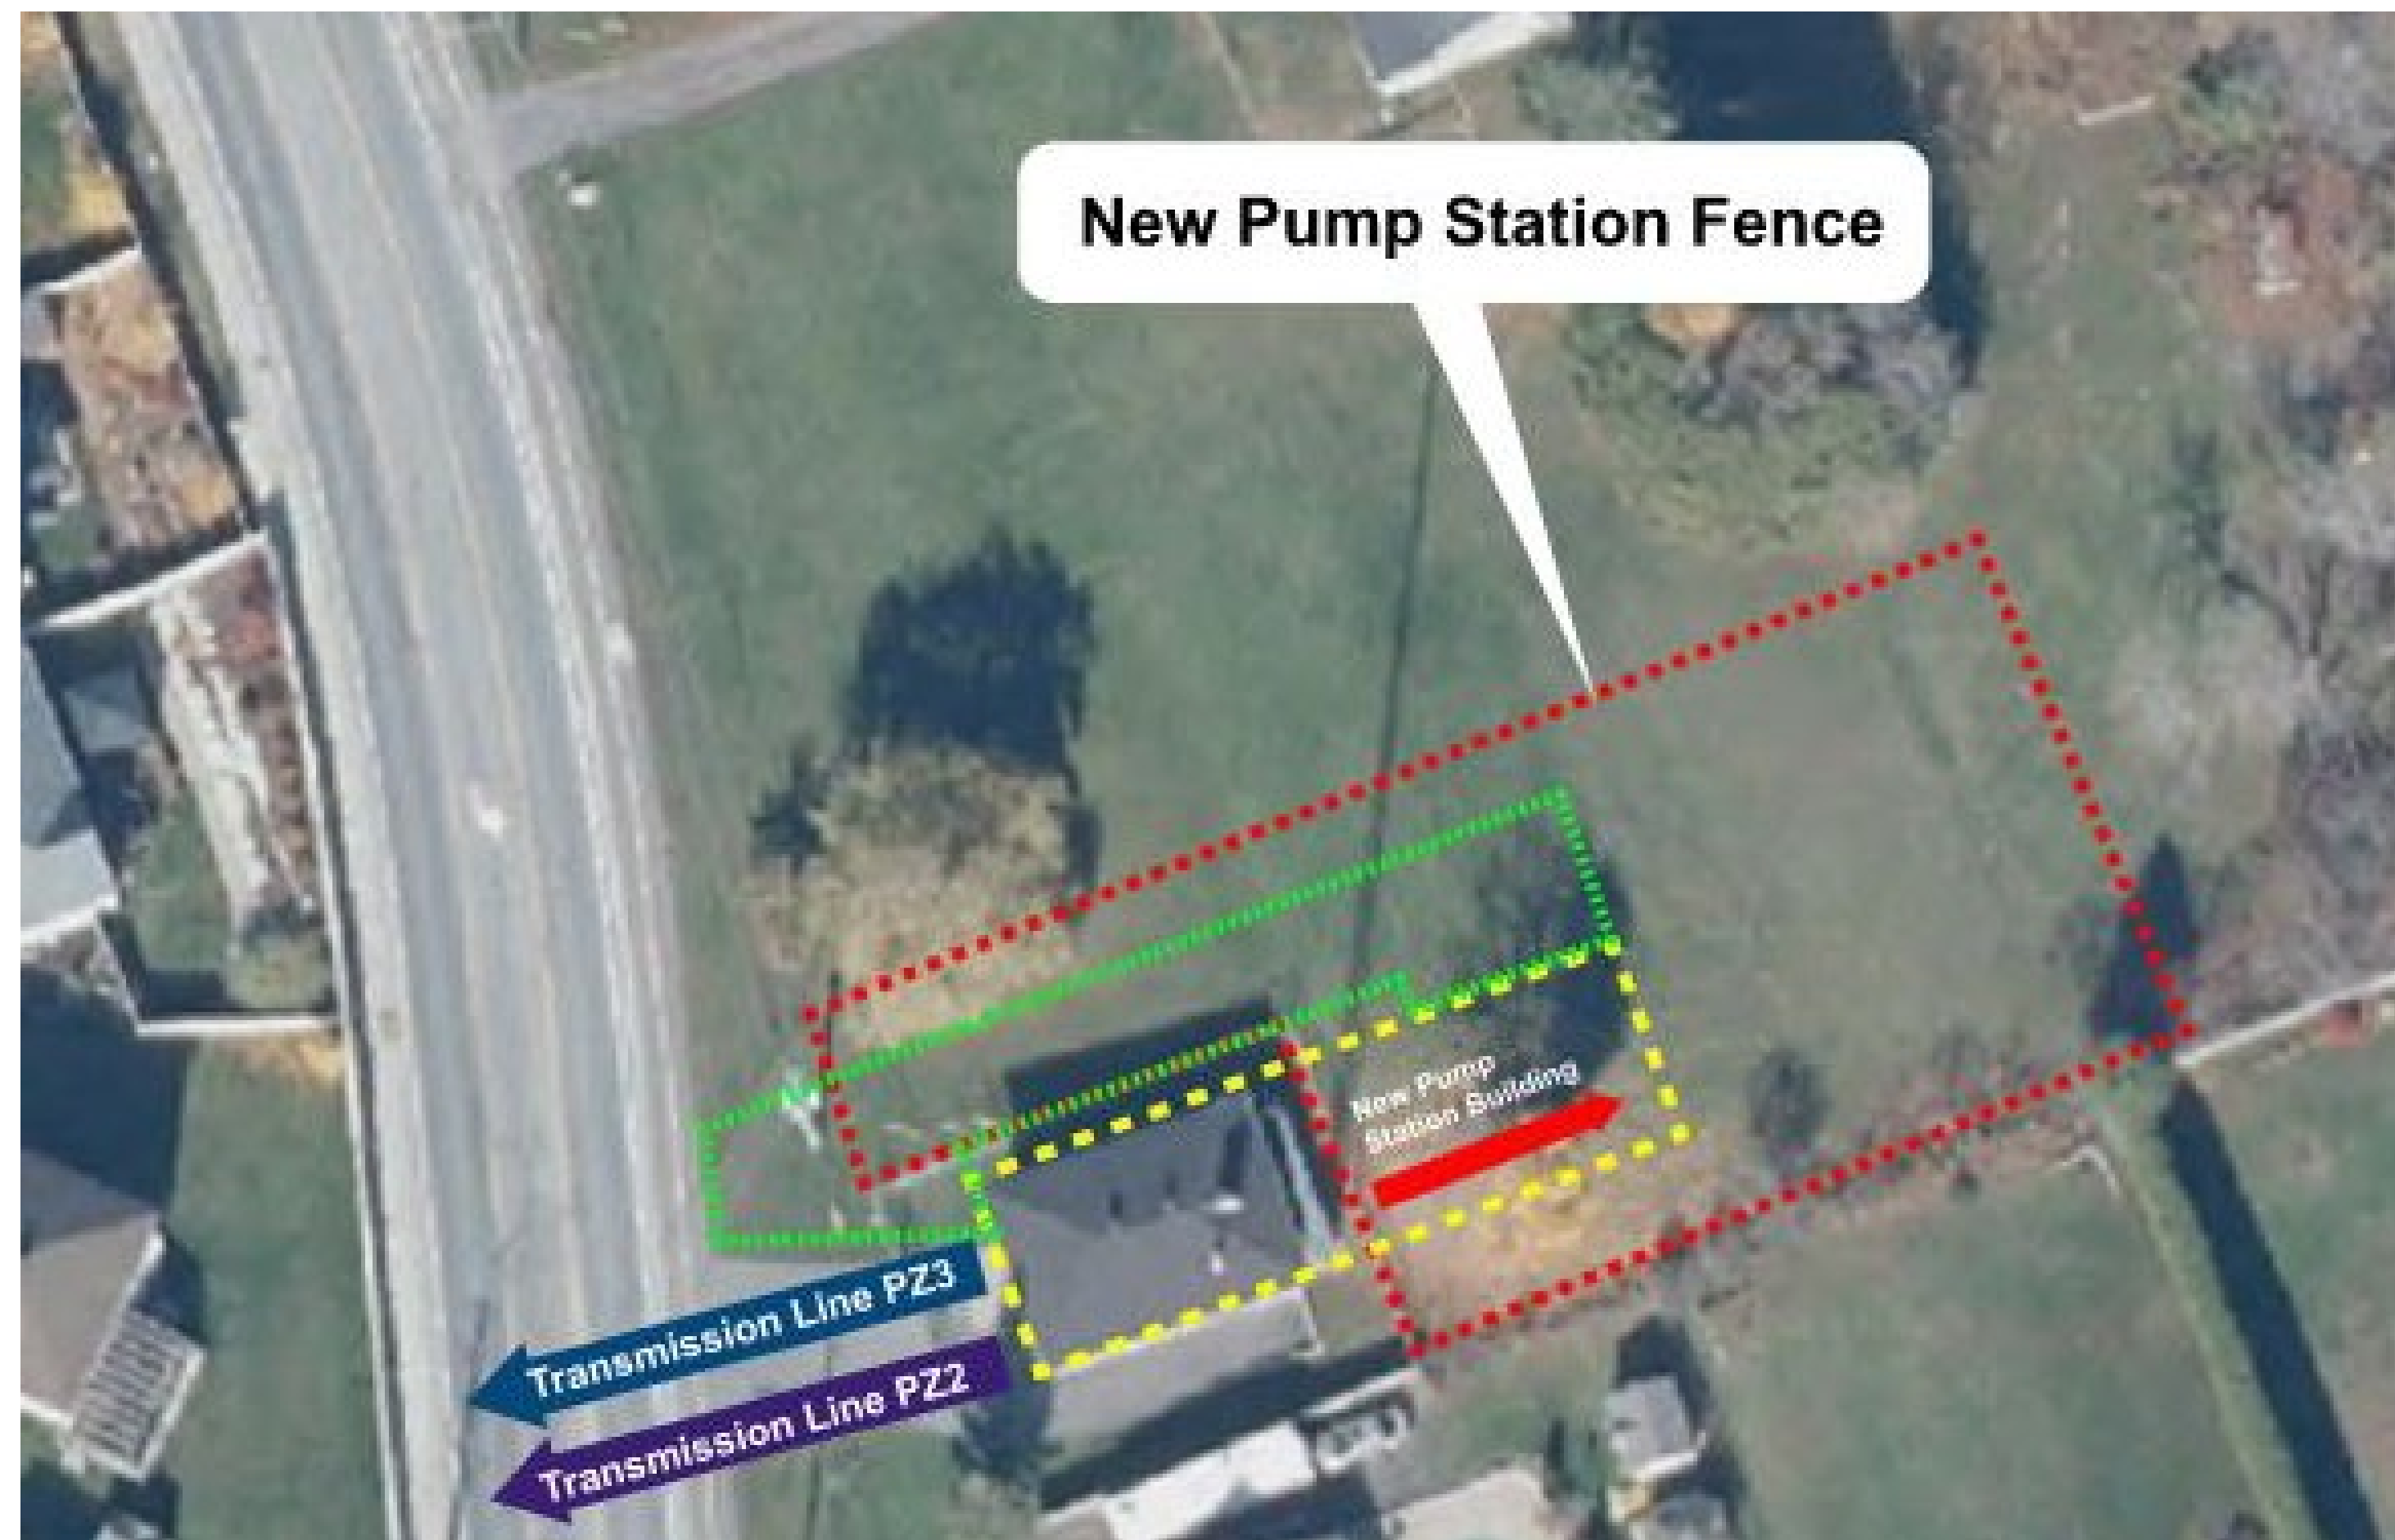 New Pump Station Fence
New Pump
Station Building
Transmission Line PZ3
Transmission Line PZ2